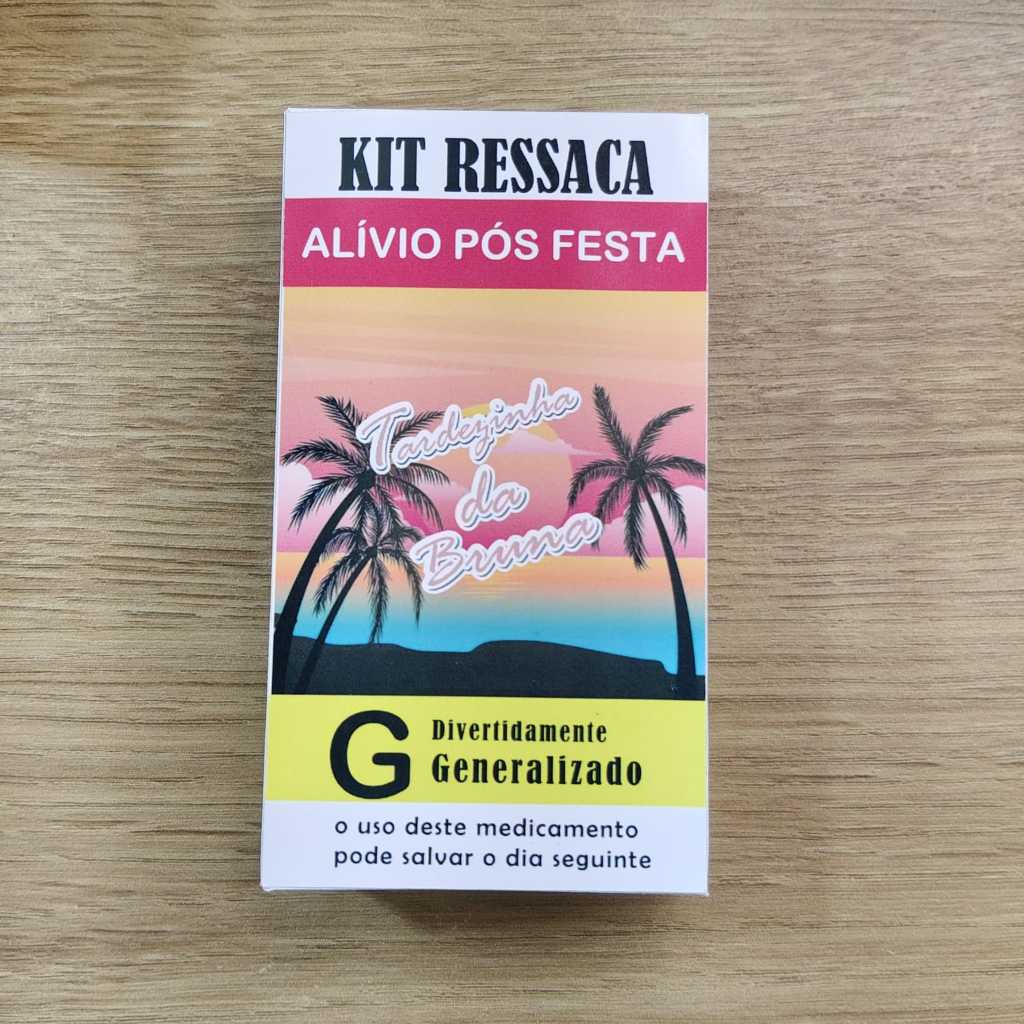 KIT RESSACA
ALÍVIO PÓS FESTA
Tardezinha
da
Bruna
G
Divertidamente
Generalizado
o uso deste medicamento
pode salvar o dia seguinte